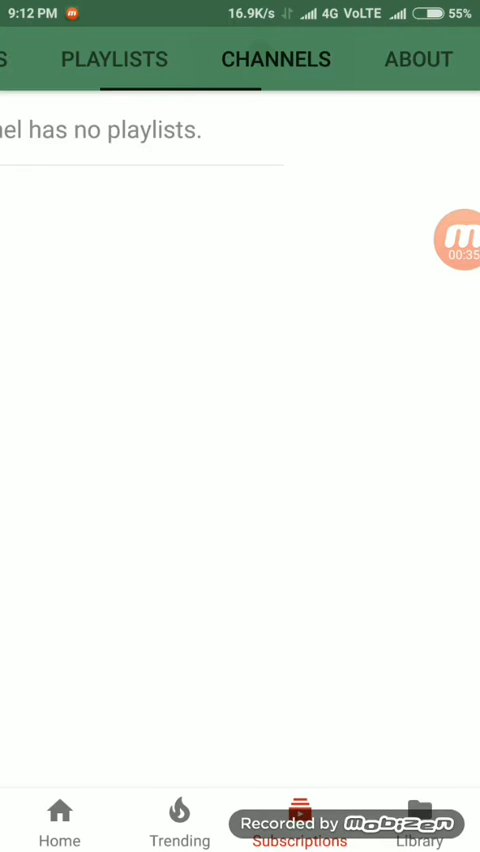 9:12 PM m 16.9K/s 4G VoLTE 55%
S PLAYLISTS CHANNELS ABOUT
nel has no playlists.
m
00:35
Recorded by mobizen
Home Trending Subscriptions Library